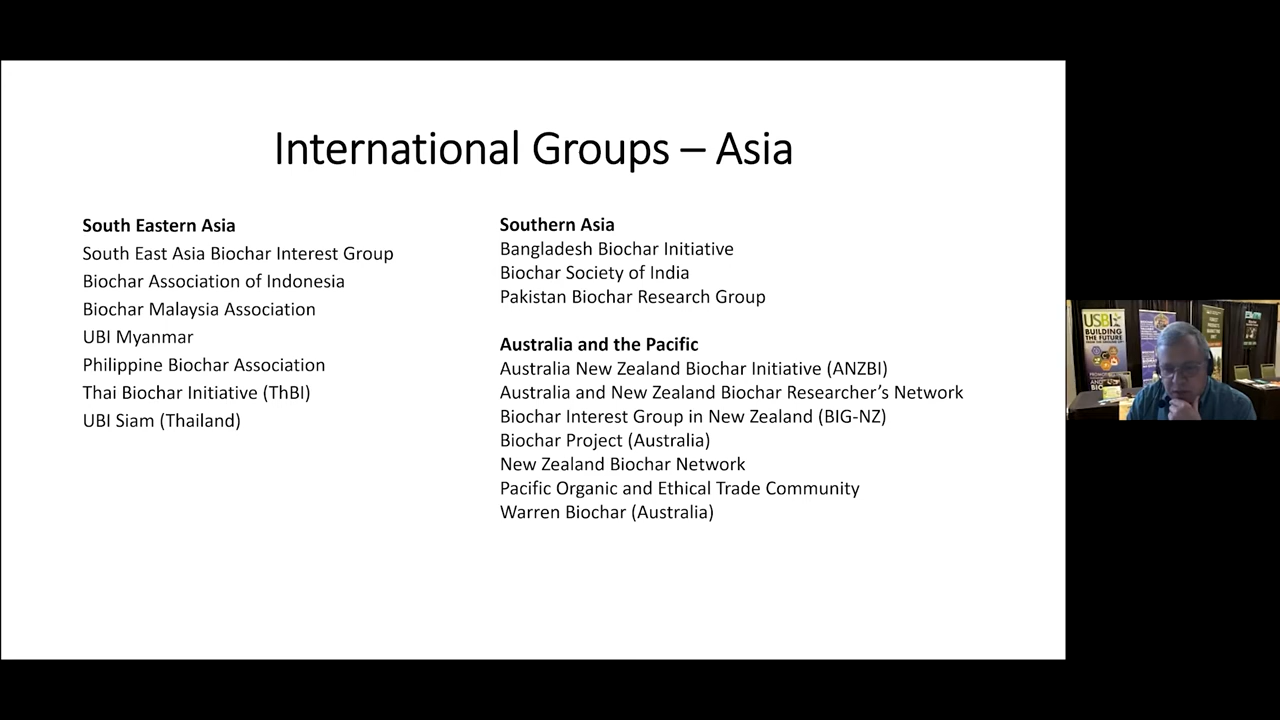 International Groups – Asia
South Eastern Asia
South East Asia Biochar Interest Group
Biochar Association of Indonesia
Biochar Malaysia Association
UBI Myanmar
Philippine Biochar Association
Thai Biochar Initiative (ThBI)
UBI Siam (Thailand)
Southern Asia
Bangladesh Biochar Initiative
Biochar Society of India
Pakistan Biochar Research Group
Australia and the Pacific
Australia New Zealand Biochar Initiative (ANZBI)
Australia and New Zealand Biochar Researcher’s Network
Biochar Interest Group in New Zealand (BIG-NZ)
Biochar Project (Australia)
New Zealand Biochar Network
Pacific Organic and Ethical Trade Community
Warren Biochar (Australia)
USBI
BUILDING
THE FUTURE